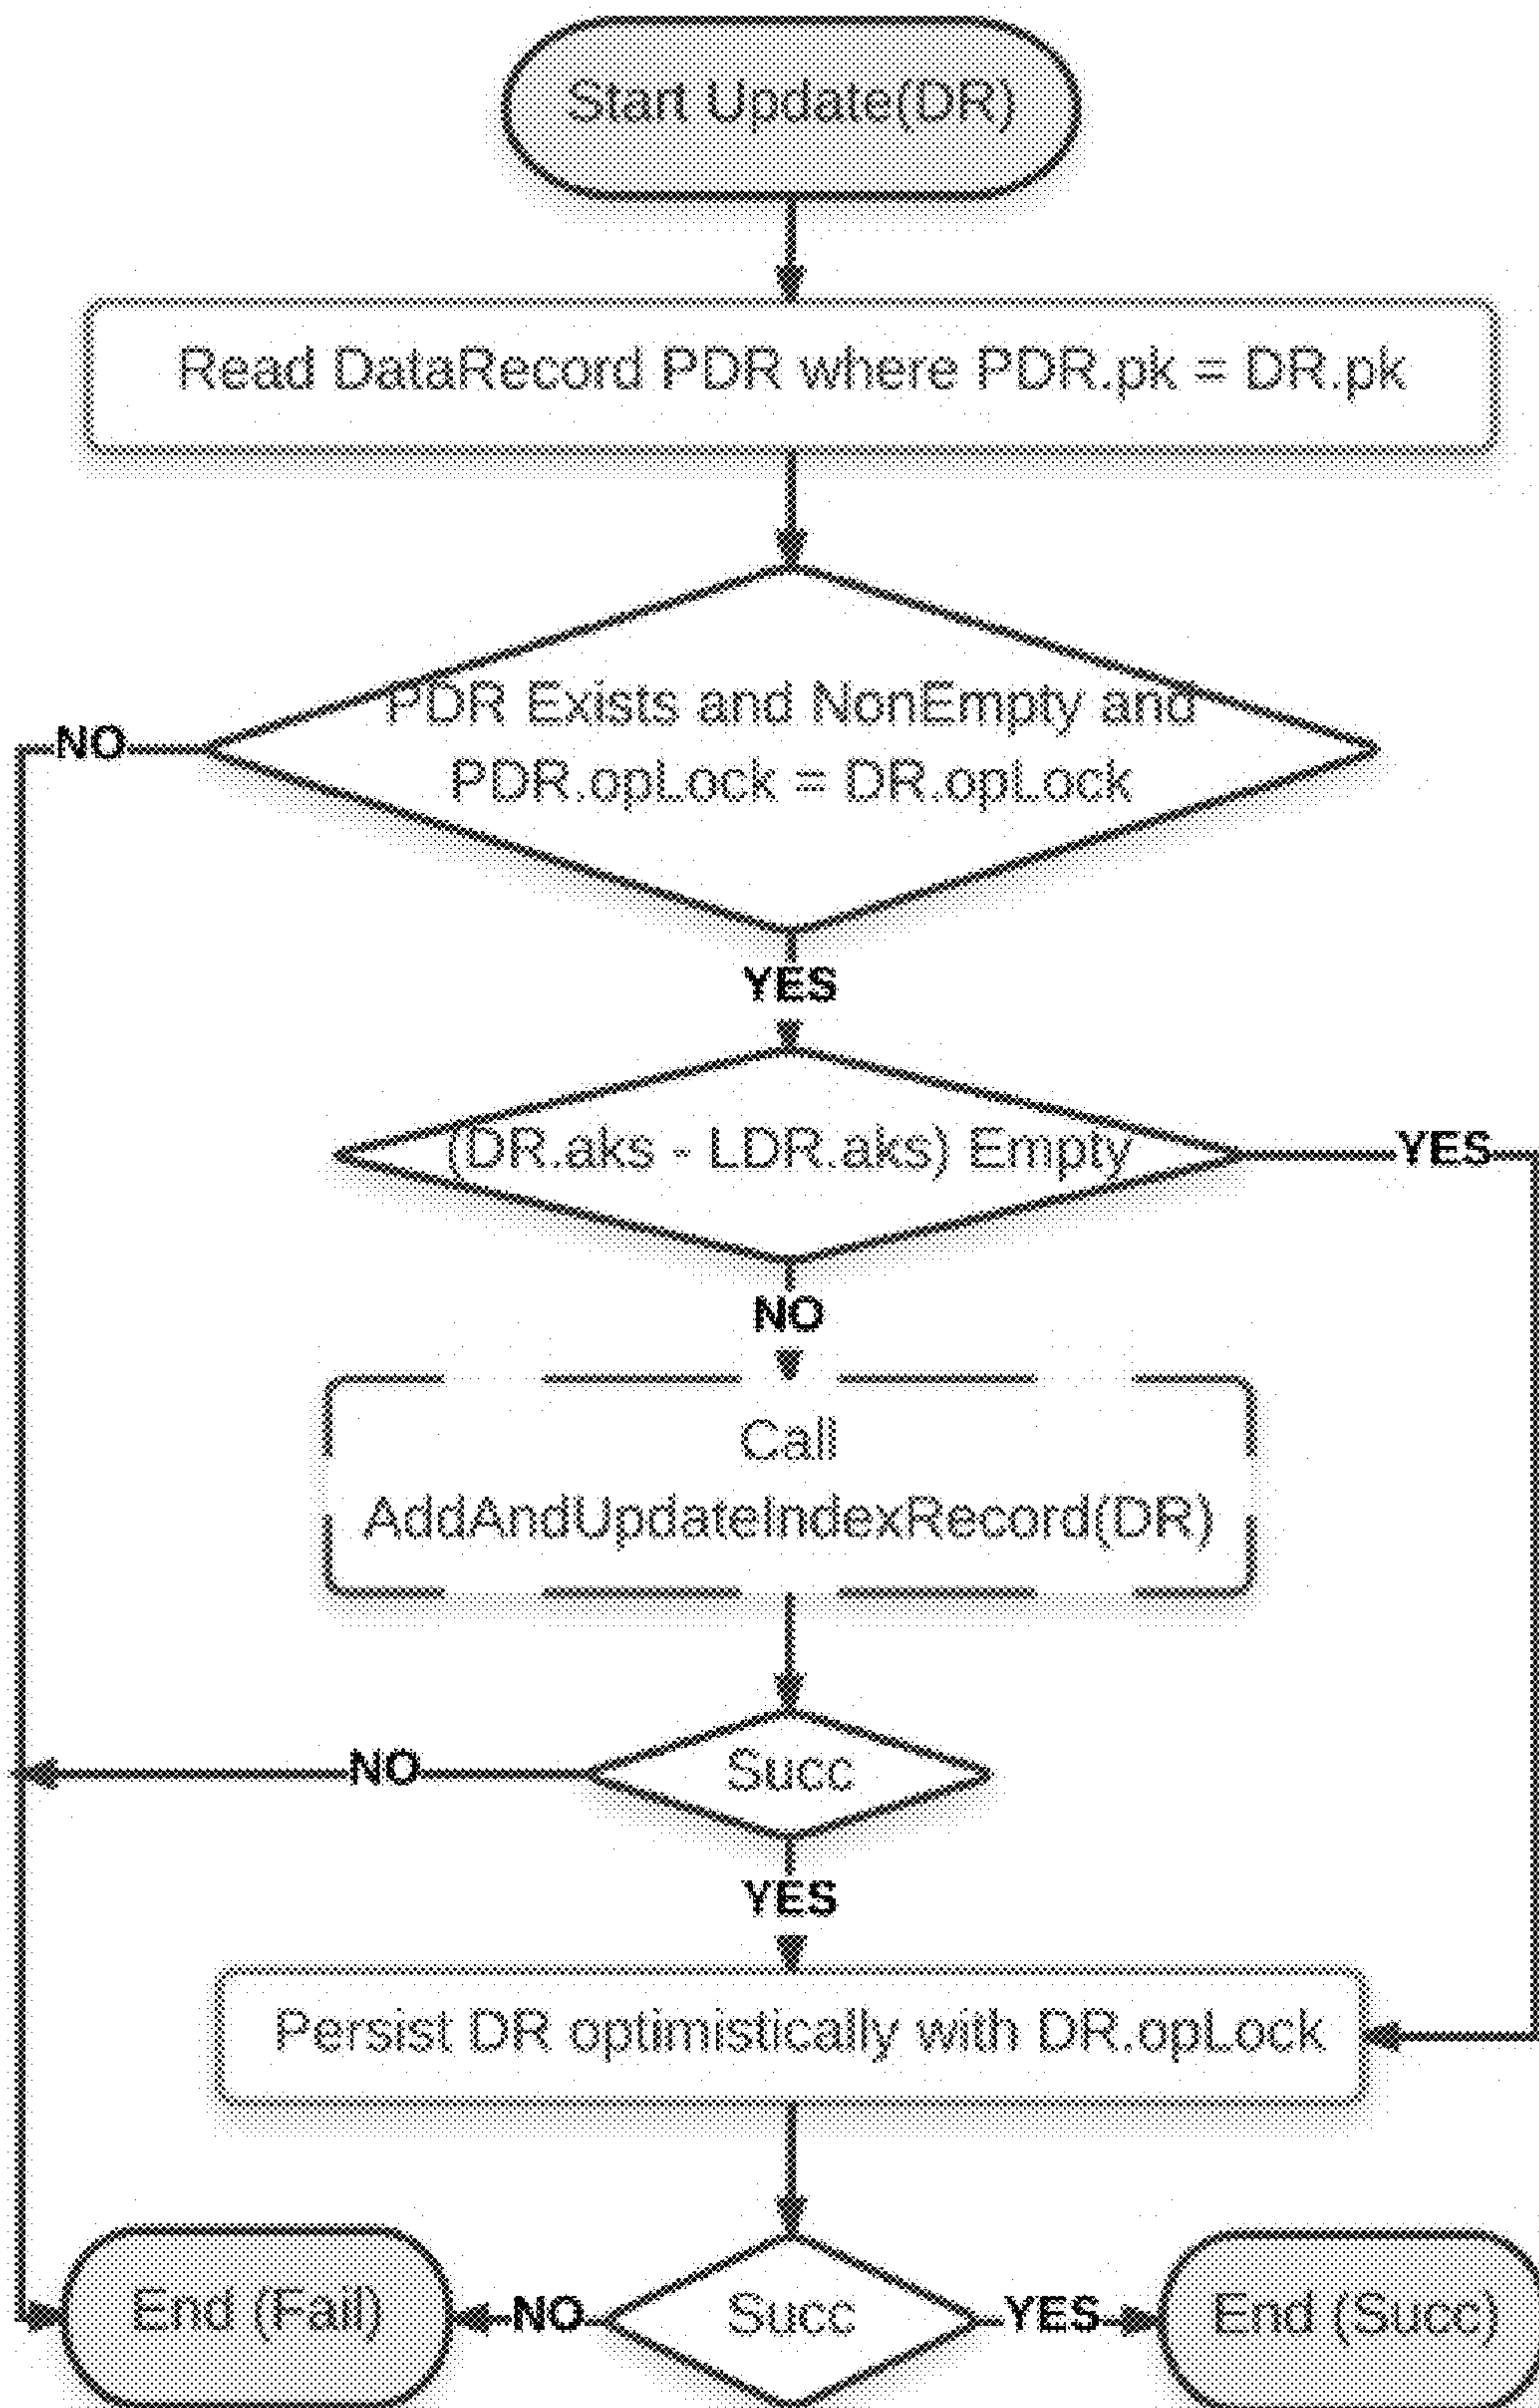 Start Update(DR)
Read DataRecord PDR where PDR.pk = DR.pk
PDR Exists and NonEmpty and
PDR.opLock = DR.opLock
NO
YES
(DR.aks - LDR.aks) Empty
YES
NO
Call
AddAndUpdateIndexRecord(DR)
Succ
NO
YES
Persist DR optimistically with DR.opLock
End (Fail)
NO
Succ
YES
End (Succ)